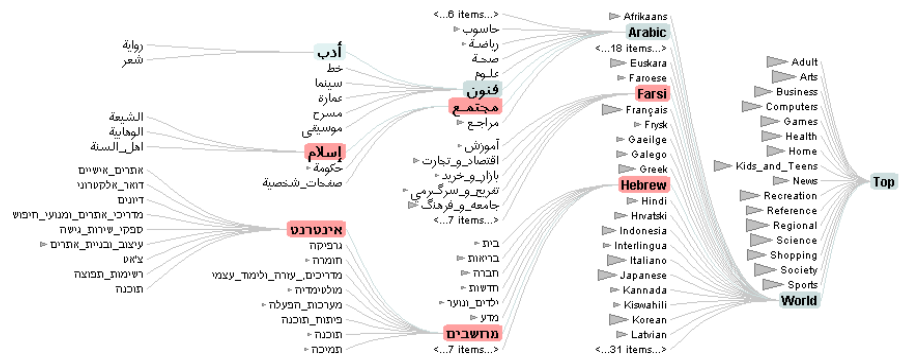 Top
Adult
Arts
Business
Computers
Games
Health
Home
Kids_and_Teens
News
Recreation
Reference
Regional
Science
Shopping
Society
Sports
World
Afrikaans
Arabic
<...18 items...>
Euskara
Faroese
Farsi
Français
Frysk
Gaeilge
Galego
Greek
Hebrew
Hindi
Hrvatski
Indonesia
Interlingua
Italiano
Japanese
Kannada
Kiswahili
Korean
Latvian
<...31 items...>
<...6 items...>
حاسوب
رياضة
صحة
علوم
فنون
مجتمع
مراجع
آموزش
اقتصاد_و_تجارت
بازار_و_خرید
تفریح_و_سرگرمی
جامعه_و_فرهنگ
<...7 items...>
בית
בריאות
חברה
חדשות
ילדים_ונוער
מדע
מחשבים
<...7 items...>
أدب
خط
سينما
عمارة
مسرح
موسيقى
إسلام
حكومة
صفحات_شخصية
אינטרנט
גרפיקה
חומרה
מדריכים,_עזרה_ולימוד_עצמי
מולטימדיה
מערכות_הפעלה
פיתוח_תוכנה
תוכנה
תמיכה
رواية
شعر
الشيعة
الوهابية
اهل_السنة
אתרים_אישיים
דואר_אלקטרוני
דיונים
מדריכי_אתרים_ומנועי_חיפוש
ספקי_שירות_גישה
עיצוב_ובניית_אתרים
צ'אט
רשימות_תפוצה
תוכנה